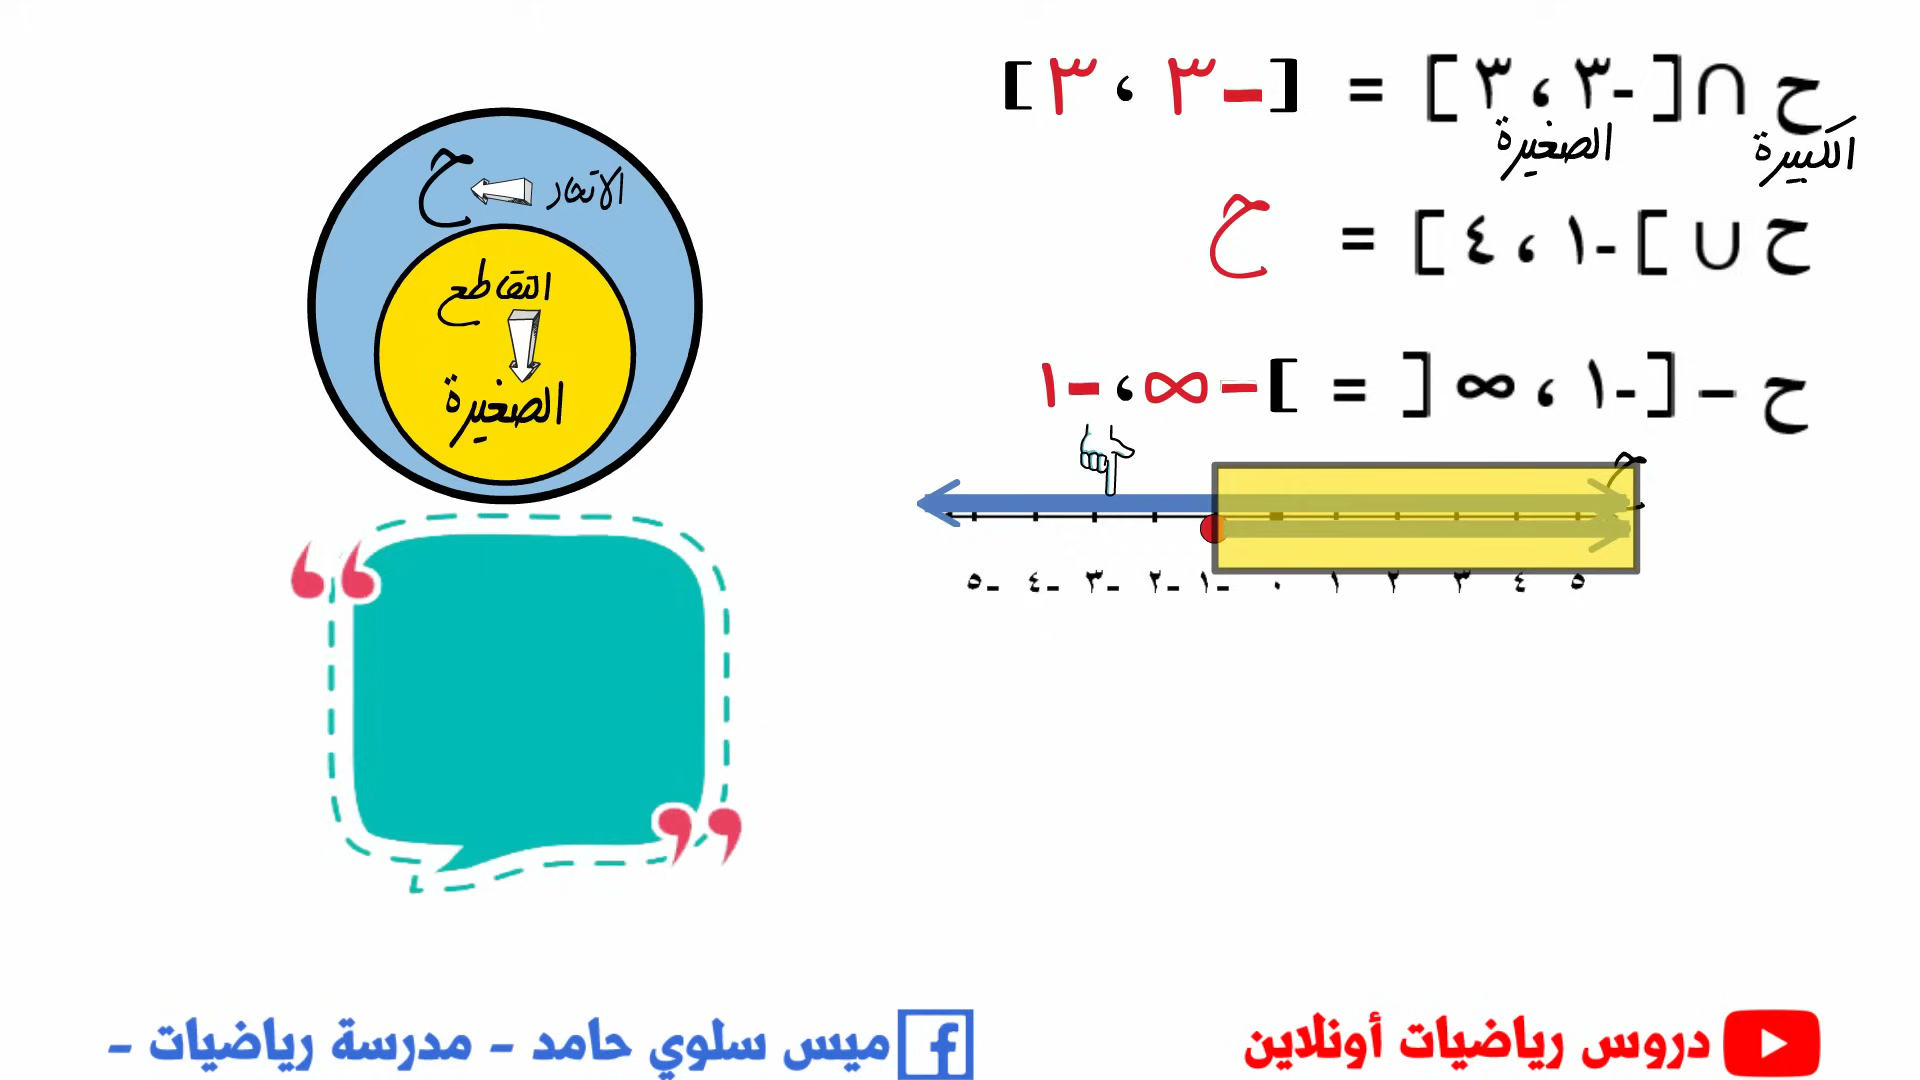 ح ∩ [-٣ ، ٣] = [-٣ ، ٣]
الكبيرة الصغيرة
ح ∪ ]-١ ، ٤] = ح
ح – [-١ ، ∞[ = ]-∞ ، -١
ح
-٥ -٤ -٣ -٢ -١ ٠ ١ ٢ ٣ ٤ ٥
الاتحاد ح
التقاطع
الصغيرة
دروس رياضيات أونلاين
ميس سلوي حامد - مدرسة رياضيات -